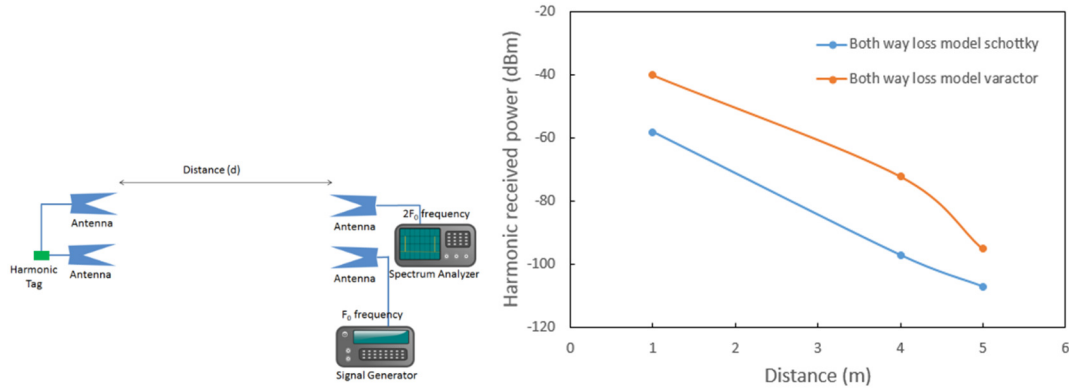 Distance (d)
Antenna
Antenna
Harmonic
Tag
Antenna
Antenna
2F₀ frequency
Spectrum Analyzer
F₀ frequency
Signal Generator
Harmonic received power (dBm)
-20
-40
-60
-80
-100
-120
0
1
2
3
4
5
6
Distance (m)
Both way loss model schottky
Both way loss model varactor